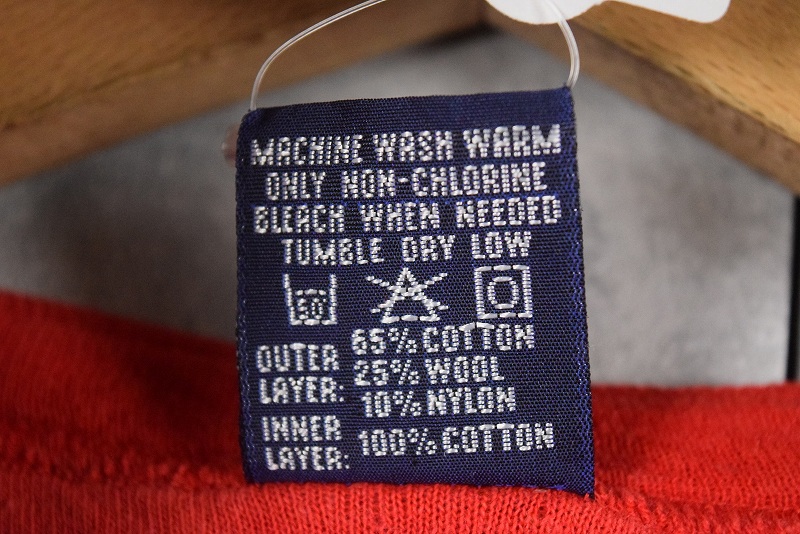 MACHINE WASH WARM
ONLY NON-CHLORINE
BLEACH WHEN NEEDED
TUMBLE DRY LOW
50
OUTER LAYER: 65% COTTON
25% WOOL
10% NYLON
INNER LAYER: 100% COTTON